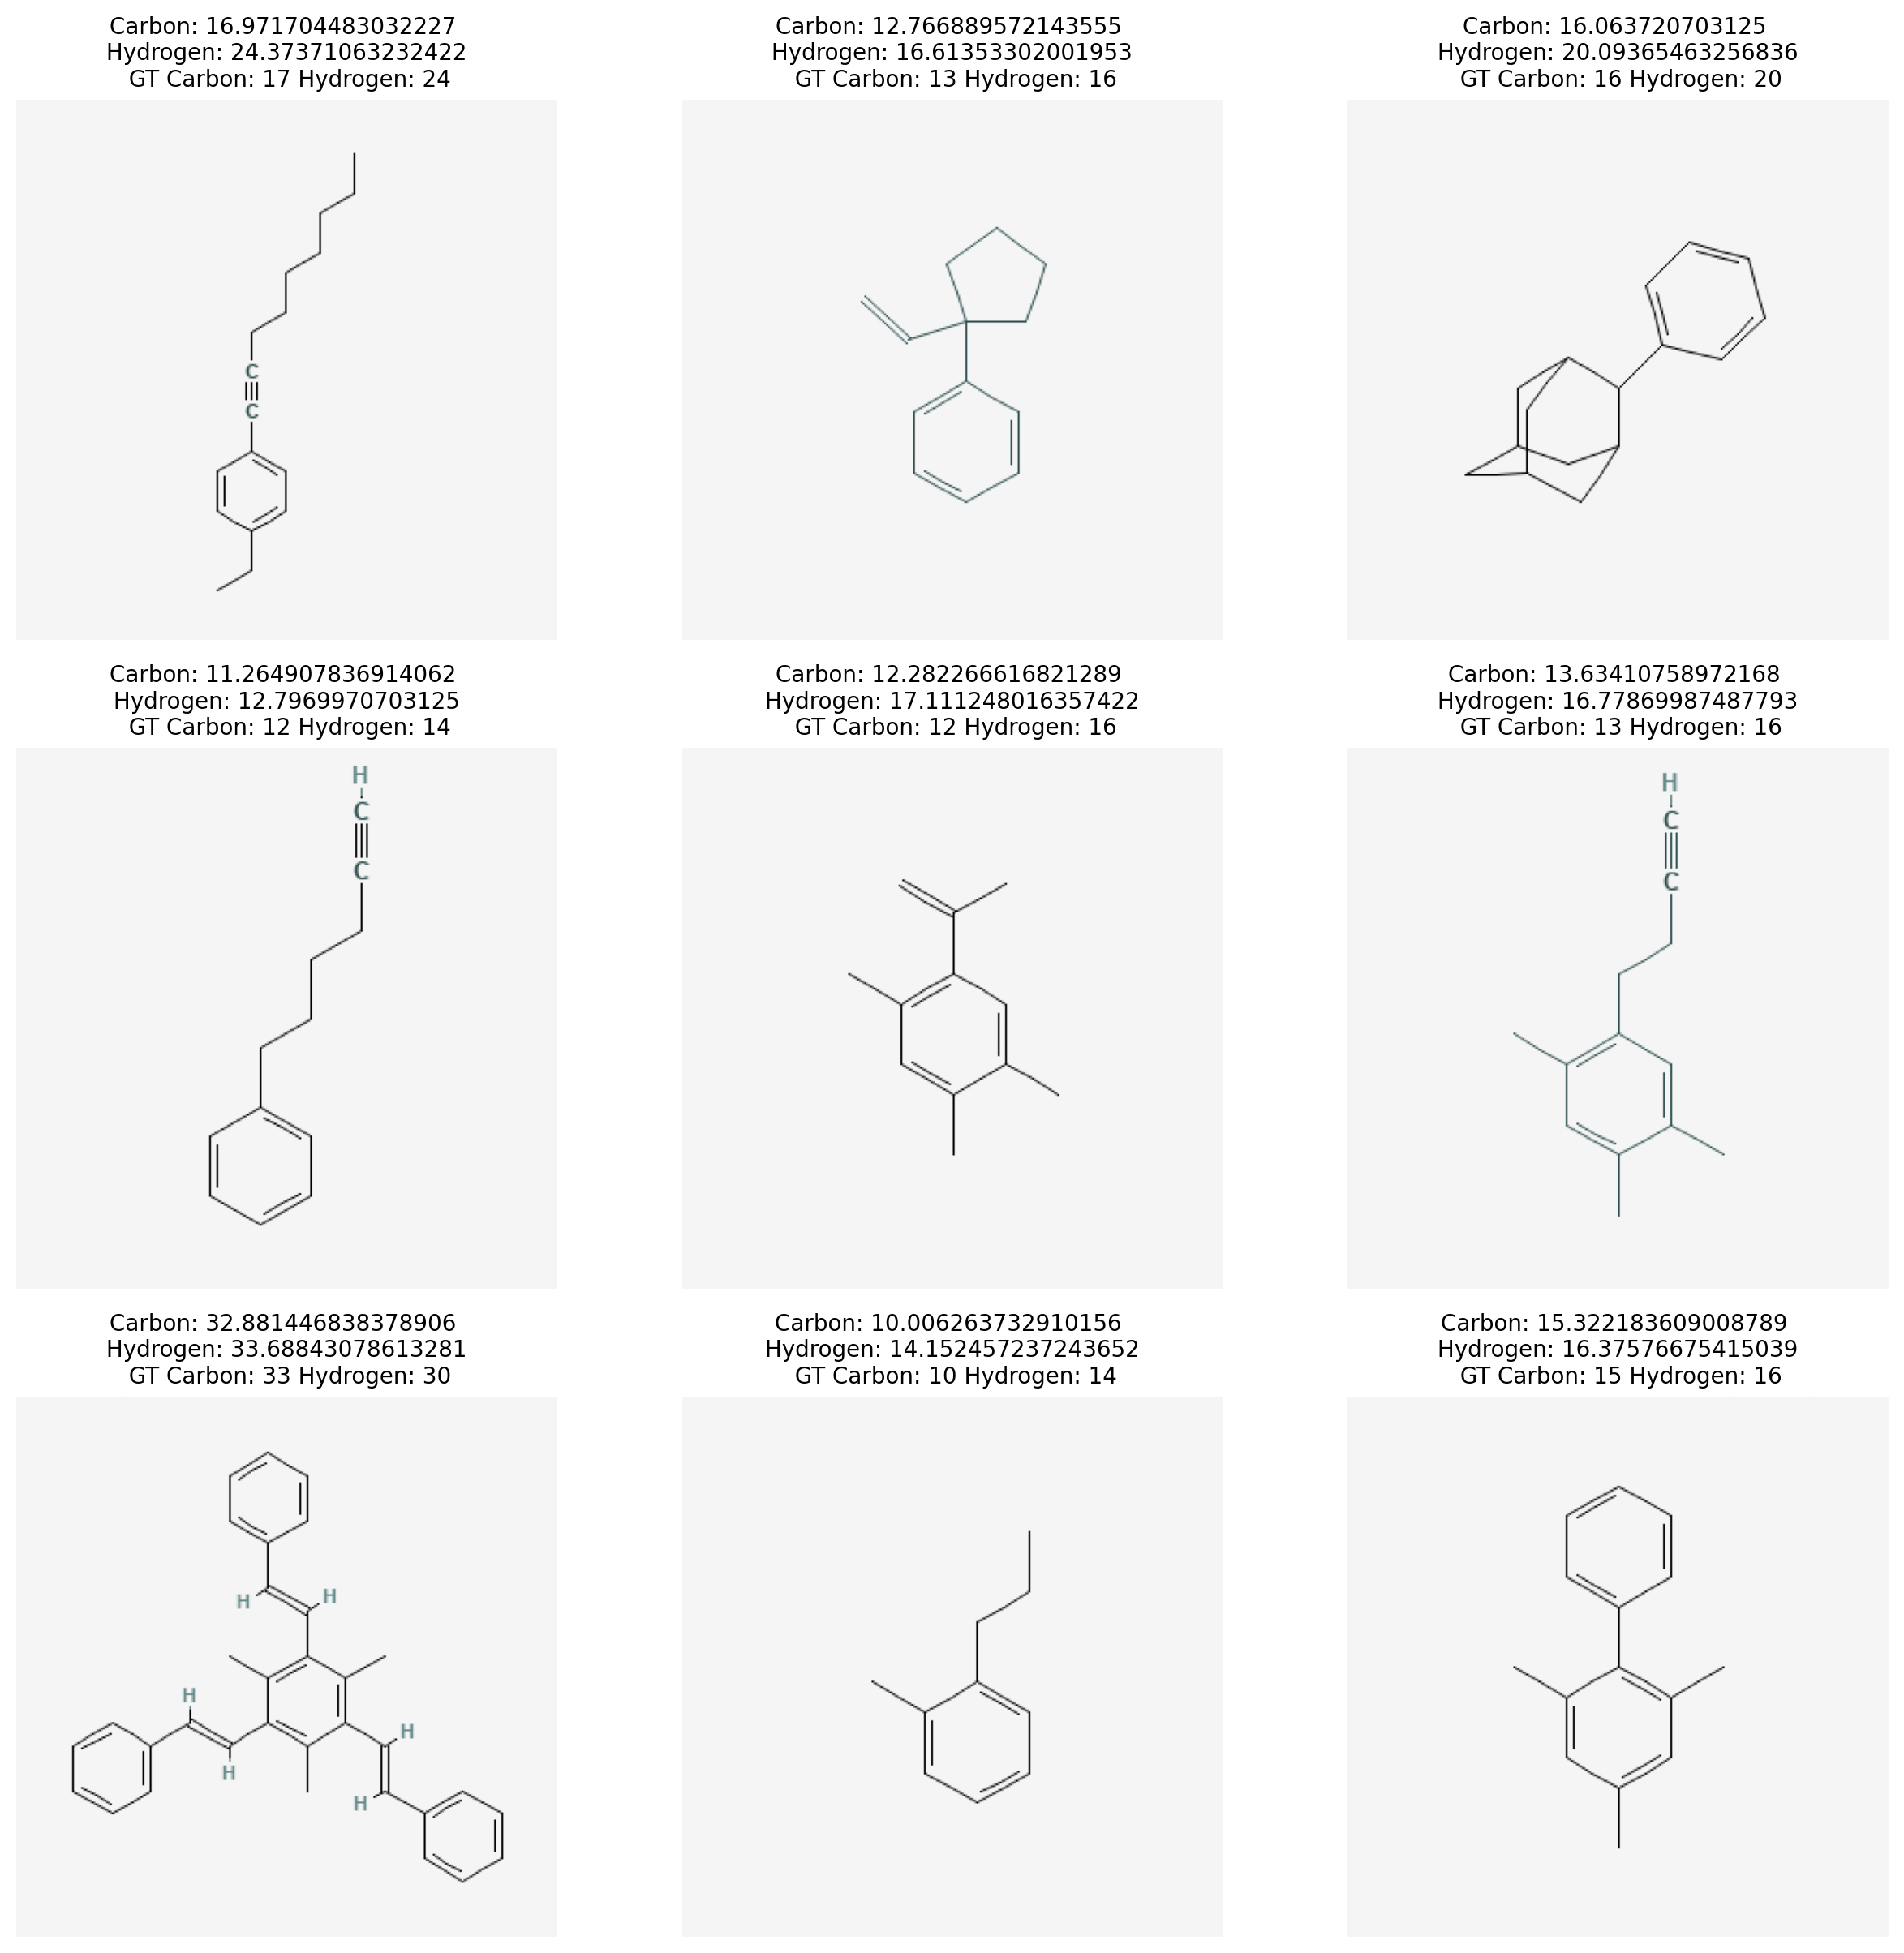 Carbon: 16.971704483032227
Hydrogen: 24.37371063232422
GT Carbon: 17 Hydrogen: 24
Carbon: 12.766889572143555
Hydrogen: 16.61353302001953
GT Carbon: 13 Hydrogen: 16
Carbon: 16.063720703125
Hydrogen: 20.09365463256836
GT Carbon: 16 Hydrogen: 20
C
C
Carbon: 11.264907836914062
Hydrogen: 12.7969970703125
GT Carbon: 12 Hydrogen: 14
Carbon: 12.282266616821289
Hydrogen: 17.111248016357422
GT Carbon: 12 Hydrogen: 16
Carbon: 13.63410758972168
Hydrogen: 16.77869987487793
GT Carbon: 13 Hydrogen: 16
H
C
C
H
C
C
Carbon: 32.881446838378906
Hydrogen: 33.68843078613281
GT Carbon: 33 Hydrogen: 30
Carbon: 10.006263732910156
Hydrogen: 14.152457237243652
GT Carbon: 10 Hydrogen: 14
Carbon: 15.322183609008789
Hydrogen: 16.37576675415039
GT Carbon: 15 Hydrogen: 16
H H
H
H
H
H